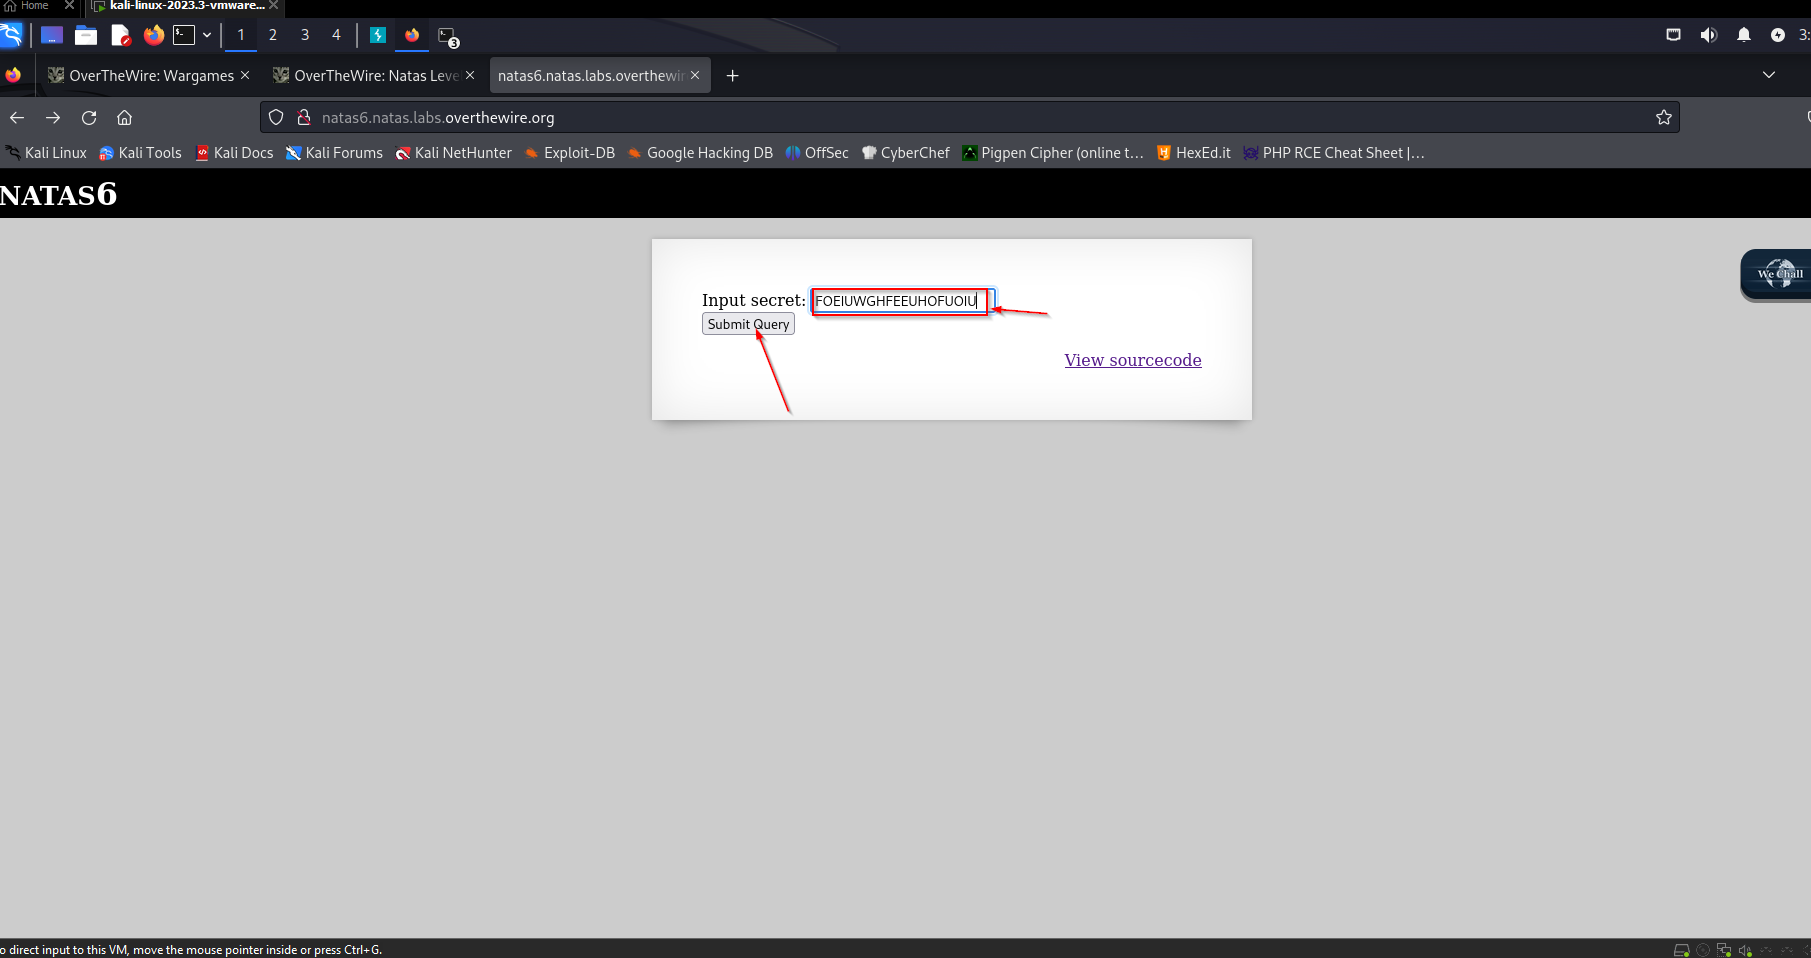 Home
kali-linux-2023.3-vmware...
1 2 3 4
3
3:
OverTheWire: Wargames
OverTheWire: Natas Leve
natas6.natas.labs.overthewir
natas6.natas.labs.overthewire.org
Kali Linux Kali Tools Kali Docs Kali Forums Kali NetHunter Exploit-DB Google Hacking DB OffSec CyberChef Pigpen Cipher (online t… HexEd.it PHP RCE Cheat Sheet |…
NATAS6
We Chall
Input secret: FOEIUWGHFEEUHOFUOIU
Submit Query
View sourcecode
o direct input to this VM, move the mouse pointer inside or press Ctrl+G.